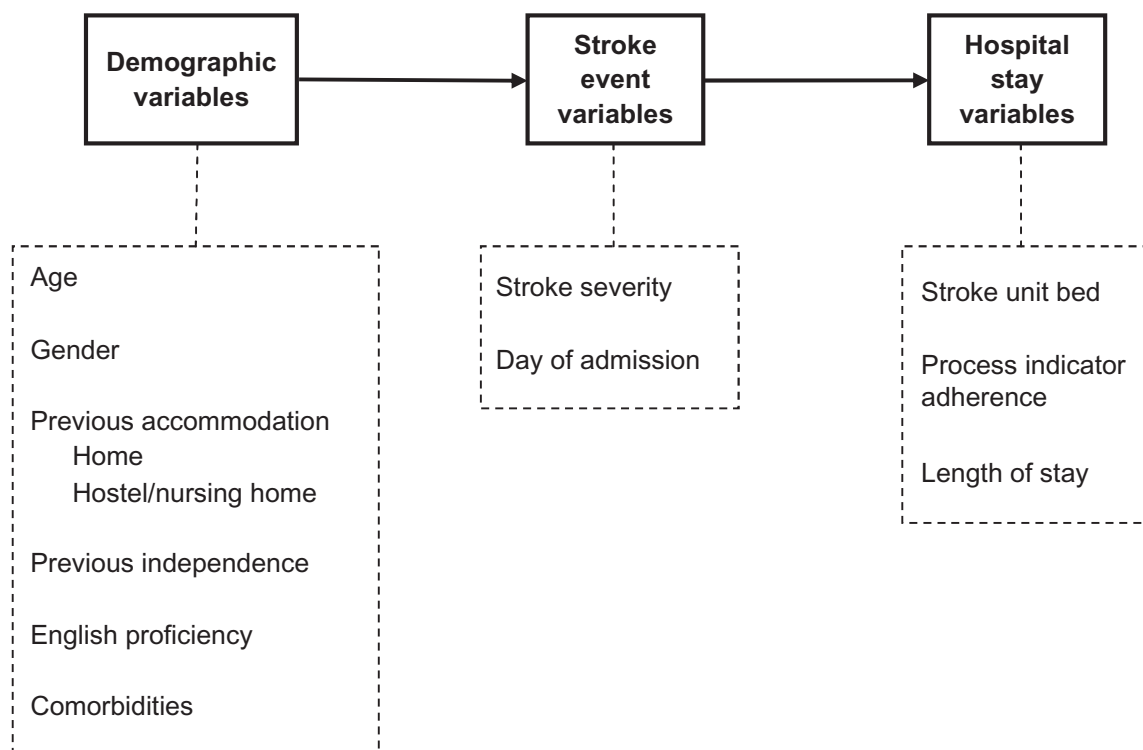 Demographic
variables
Stroke
event
variables
Hospital
stay
variables
Age
Gender
Previous accommodation
Home
Hostel/nursing home
Previous independence
English proficiency
Comorbidities
Stroke severity
Day of admission
Stroke unit bed
Process indicator
adherence
Length of stay